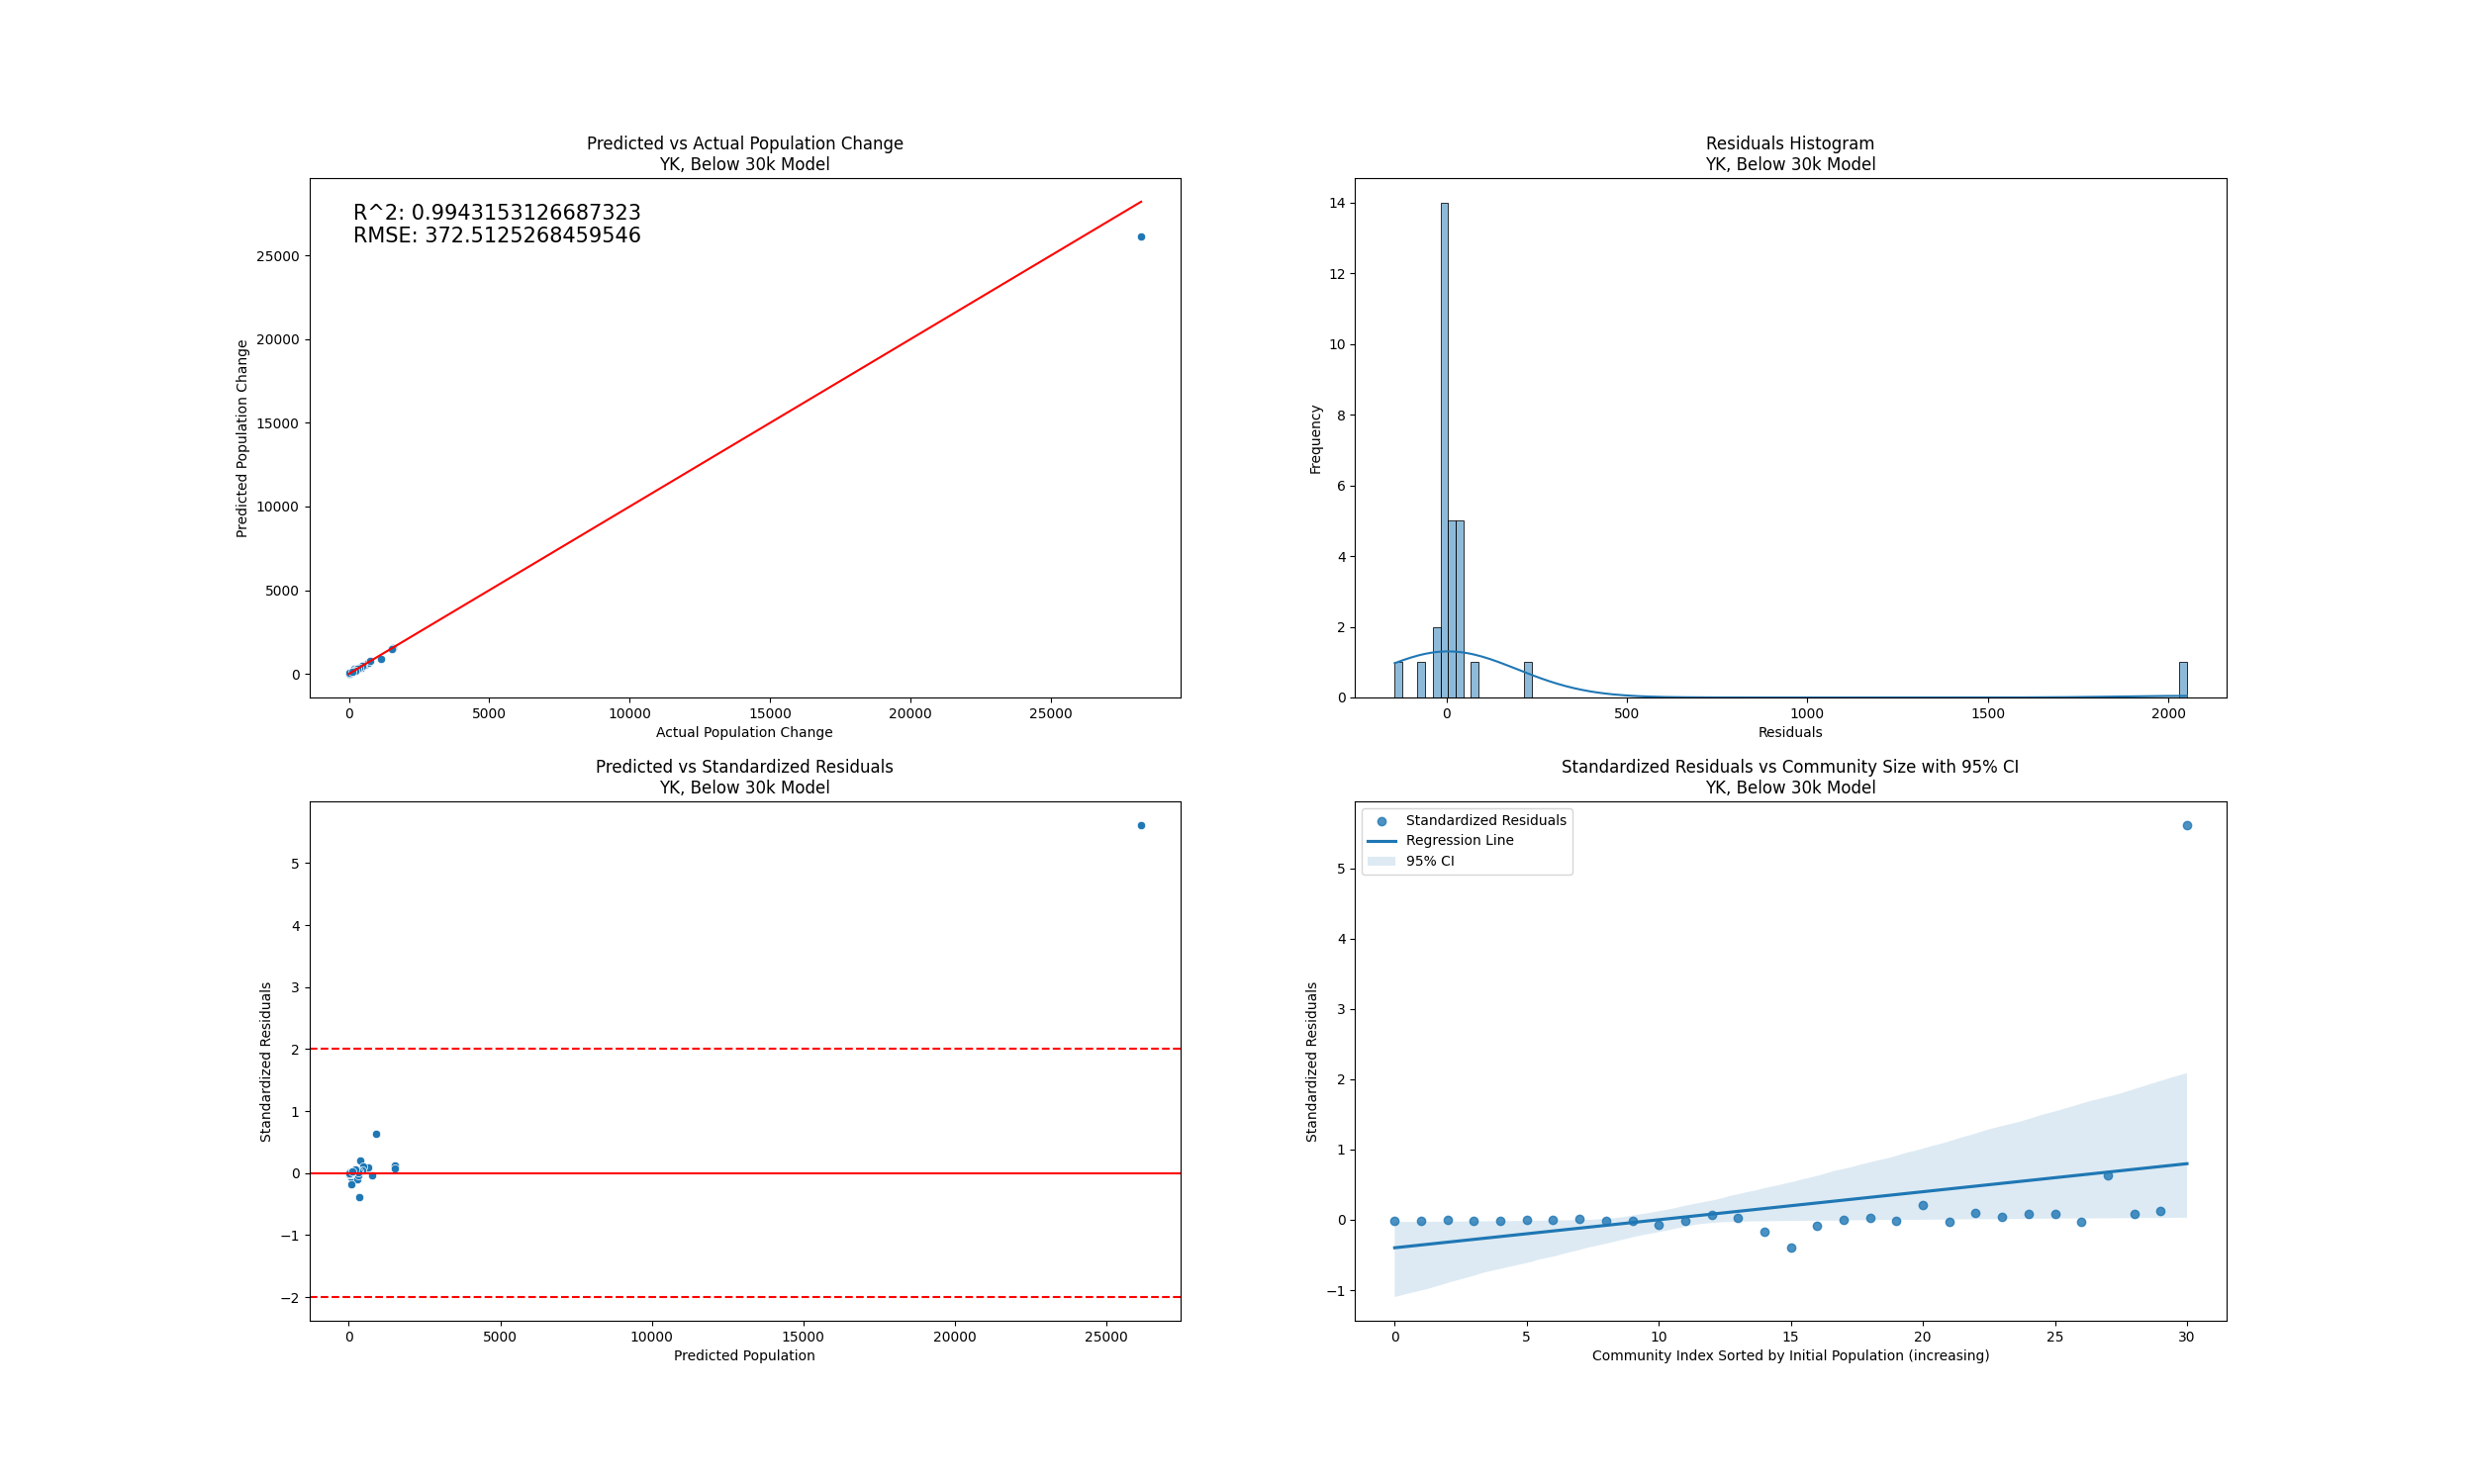 Predicted vs Actual Population Change
YK, Below 30k Model
R^2: 0.9943153126687323
RMSE: 372.5125268459546
25000
20000
15000
10000
5000
0
Predicted Population Change
0 5000 10000 15000 20000 25000
Actual Population Change
Residuals Histogram
YK, Below 30k Model
14
12
10
8
6
4
2
0
Frequency
0 500 1000 1500 2000
Residuals
Predicted vs Standardized Residuals
YK, Below 30k Model
5
4
3
2
1
0
−1
−2
Standardized Residuals
0 5000 10000 15000 20000 25000
Predicted Population
Standardized Residuals vs Community Size with 95% CI
YK, Below 30k Model
Standardized Residuals
Regression Line
95% CI
5
4
3
2
1
0
−1
Standardized Residuals
0 5 10 15 20 25 30
Community Index Sorted by Initial Population (increasing)